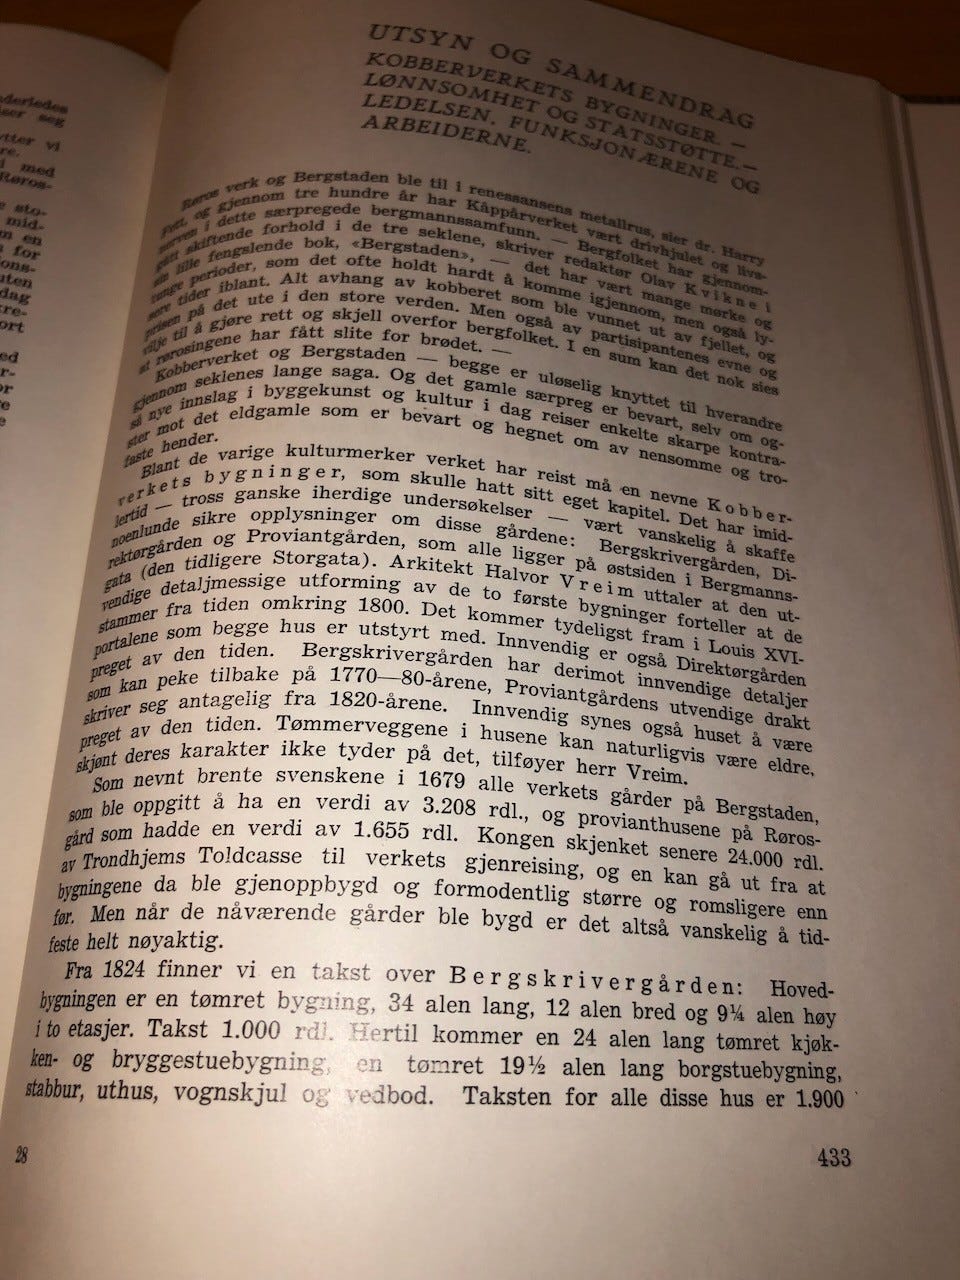 nderledes
iser seg
ytter vi
re.
l med
Røros-
e sto-
mid-
m en
for
ons-
uten
dag
kre-
ort
ed
r-
or
e
UTSYN OG SAMMENDRAG
KOBBERVERKETS BYGNINGER. —
LØNNSOMHET OG STATSSTØTTE. —
LEDELSEN, FUNKSJONÆRENE OG
ARBEIDERNE.
Røros verk og Bergstaden ble til i renessansens metallrus, sier dr. Harry
Fett, og gjennom tre hundre år har Kåppårverket vært drivhjulet og livs-
nerven i dette særpregede bergmannssamfunn. — Bergfolket har gjennom-
gått skiftende forhold i de tre seklene, skriver redaktør Olav Kvikne i
sin lille fengslende bok, «Bergstaden», — det har vært mange mørke og
tunge perioder, som det ofte holdt hardt å komme igjennom, men også ly-
sere tider iblant. Alt avhang av kobberet som ble vunnet ut av fjellet, og
prisen på det ute i den store verden. Men også av partisipantenes evne og
vilje til å gjøre rett og skjell overfor bergfolket. I en sum kan det nok sies
at rørosingene har fått slite for brødet. —
Kobberverket og Bergstaden — begge er uløselig knyttet til hverandre
gjennom seklenes lange saga. Og det gamle særpreg er bevart, selv om og-
så nye innslag i byggekunst og kultur i dag reiser enkelte skarpe kontra-
ster mot det eldgamle som er bevart og hegnet om av nensomme og tro-
faste hender.
Blant de varige kulturmerker verket har reist må en nevne Kobber-
verkets bygninger, som skulle hatt sitt eget kapitel. Det har imid-
lertid — tross ganske iherdige undersøkelser — vært vanskelig å skaffe
noenlunde sikre opplysninger om disse gårdene: Bergskrivergården, Di-
rektørgården og Proviantgården, som alle ligger på østsiden i Bergmanns-
gata (den tidligere Storgata). Arkitekt Halvor Vreim uttaler at den ut-
vendige detaljmessige utforming av de to første bygninger forteller at de
stammer fra tiden omkring 1800. Det kommer tydeligst fram i Louis XVI-
portalene som begge hus er utstyrt med. Innvendig er også Direktørgården
preget av den tiden. Bergskrivergården har derimot innvendige detaljer
som kan peke tilbake på 1770—80-årene, Proviantgårdens utvendige drakt
skriver seg antagelig fra 1820-årene. Innvendig synes også huset å være
preget av den tiden. Tømmerveggene i husene kan naturligvis være eldre,
skjønt deres karakter ikke tyder på det, tilføyer herr Vreim.
Som nevnt brente svenskene i 1679 alle verkets gårder på Bergstaden,
som ble oppgitt å ha en verdi av 3.208 rdl., og provianthusene på Røros-
gård som hadde en verdi av 1.655 rdl. Kongen skjenket senere 24.000 rdl.
av Trondhjems Toldcasse til verkets gjenreising, og en kan gå ut fra at
bygningene da ble gjenoppbygd og formodentlig større og romsligere enn
før. Men når de nåværende gårder ble bygd er det altså vanskelig å tid-
feste helt nøyaktig.
Fra 1824 finner vi en takst over Bergskrivergården: Hoved-
bygningen er en tømret bygning, 34 alen lang, 12 alen bred og 9¼ alen høy
i to etasjer. Takst 1.000 rdl. Hertil kommer en 24 alen lang tømret kjøk-
ken- og bryggestuebygning, en tømret 19½ alen lang borgstuebygning,
stabbur, uthus, vognskjul og vedbod. Taksten for alle disse hus er 1.900
28
433